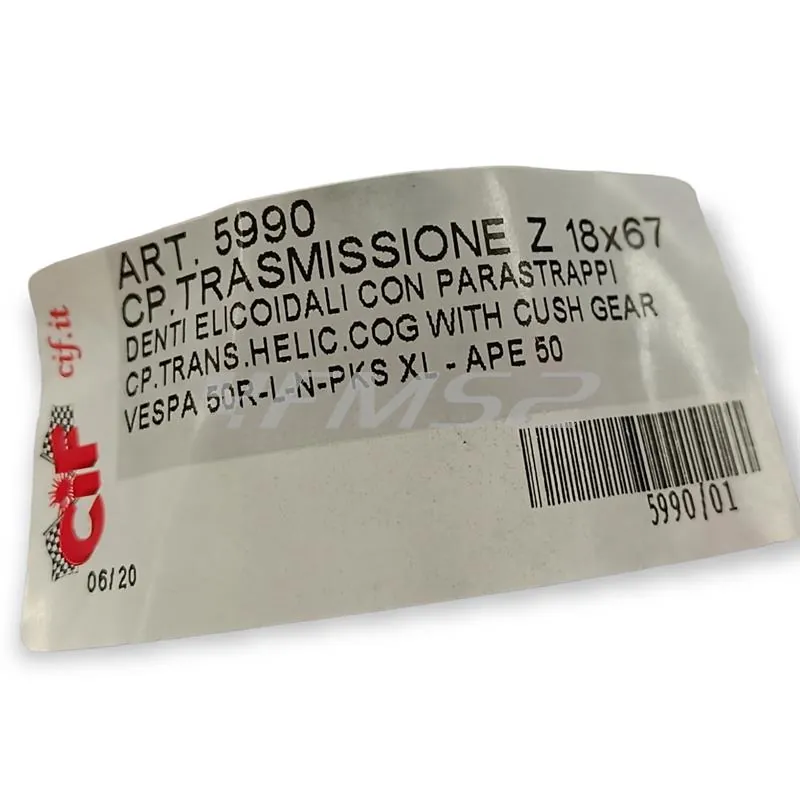 ART. 5990
CP.TRASMISSIONE Z 18x67
DENTI ELICOIDALI CON PARASTRAPPI
CP.TRANS.HELIC.COG WITH CUSH GEAR
VESPA 50R-L-N-PKS XL - APE 50
RPMS2
5990/01
cif.it
CiF
06/20